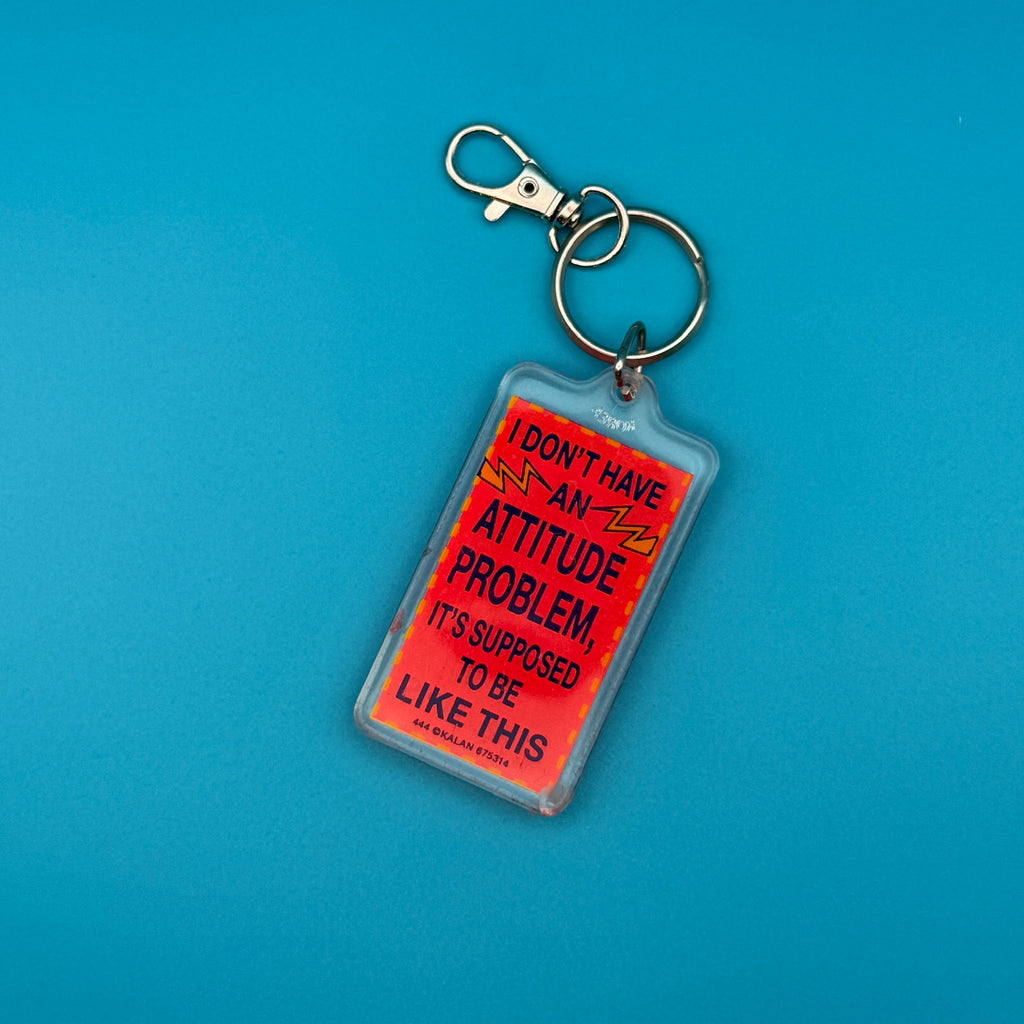 I DON'T HAVE
AN
ATTITUDE
PROBLEM,
IT'S SUPPOSED
TO BE
LIKE THIS
444 ©KALAN 675314